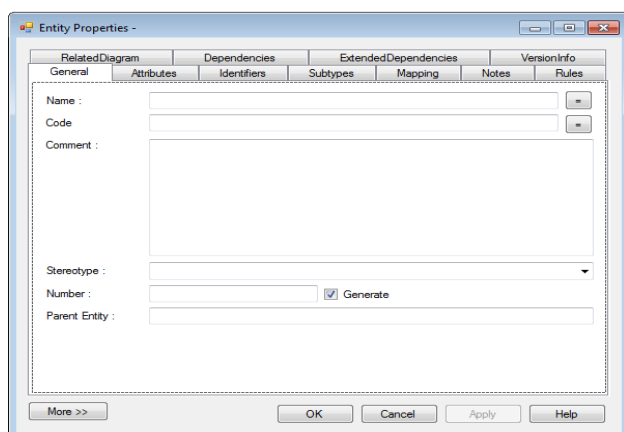 Entity Properties -
RelatedDiagram Dependencies ExtendedDependencies VersionInfo
General Attributes Identifiers Subtypes Mapping Notes Rules
Name : =
Code =
Comment :
Stereotype :
Number : Generate
Parent Entity :
More >> OK Cancel Apply Help